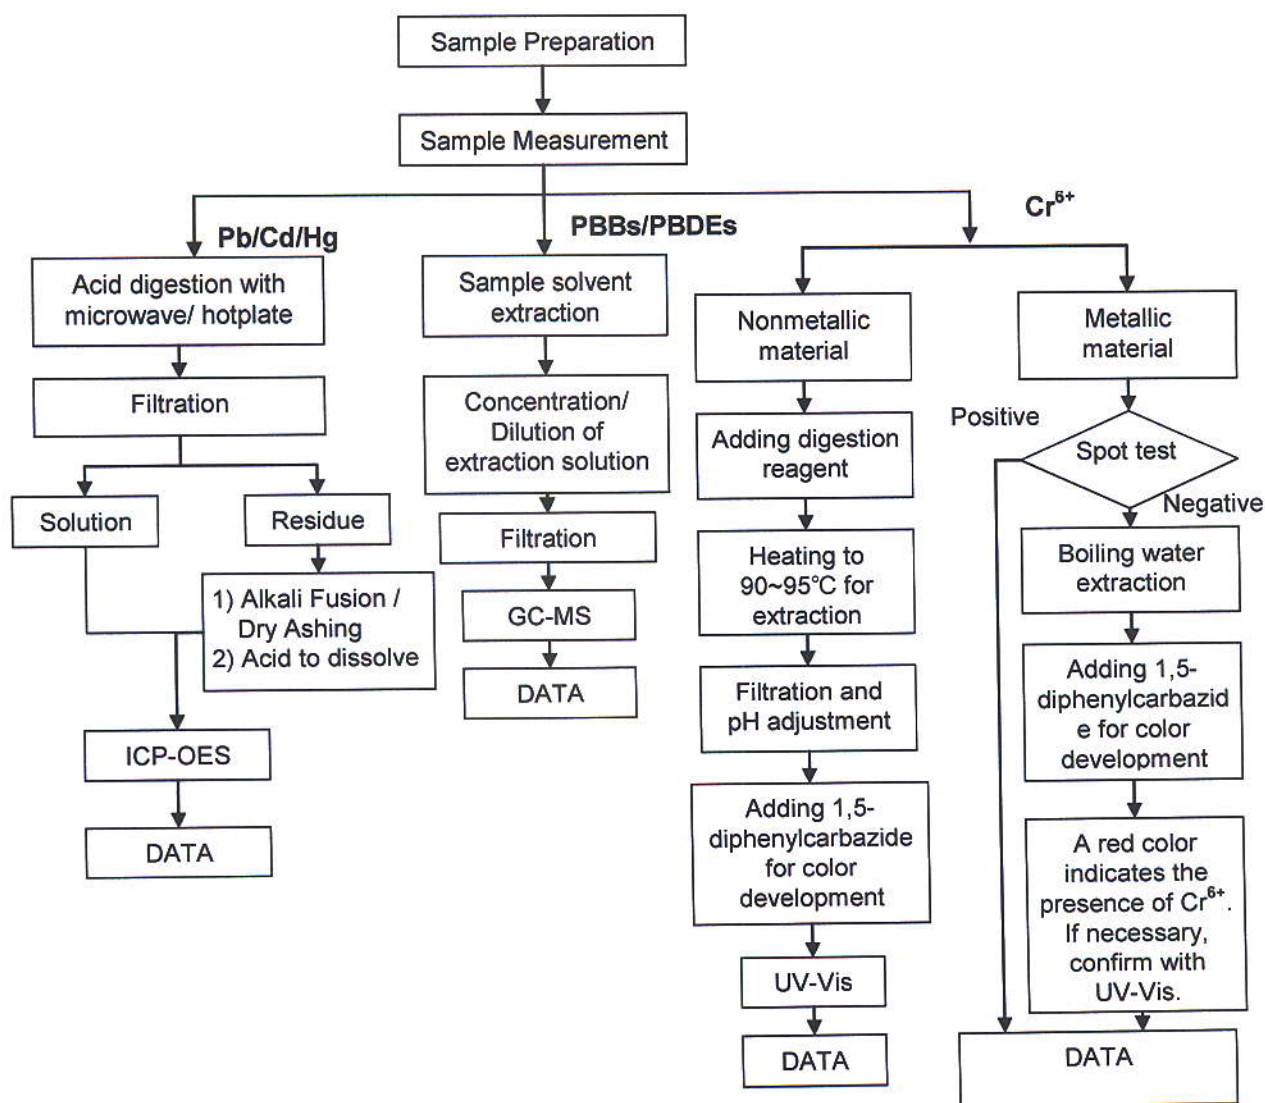 Sample Preparation
Sample Measurement
Pb/Cd/Hg
PBBs/PBDEs
Cr⁶⁺
Acid digestion with
microwave/ hotplate
Filtration
Solution
Residue
1) Alkali Fusion /
Dry Ashing
2) Acid to dissolve
ICP-OES
DATA
Sample solvent
extraction
Concentration/
Dilution of
extraction solution
Filtration
GC-MS
DATA
Nonmetallic
material
Adding digestion
reagent
Heating to
90~95℃ for
extraction
Filtration and
pH adjustment
Adding 1,5-
diphenylcarbazide
for color
development
UV-Vis
DATA
Metallic
material
Positive
Spot test
Negative
Boiling water
extraction
Adding 1,5-
diphenylcarbazid
e for color
development
A red color
indicates the
presence of Cr⁶⁺.
If necessary,
confirm with
UV-Vis.
DATA